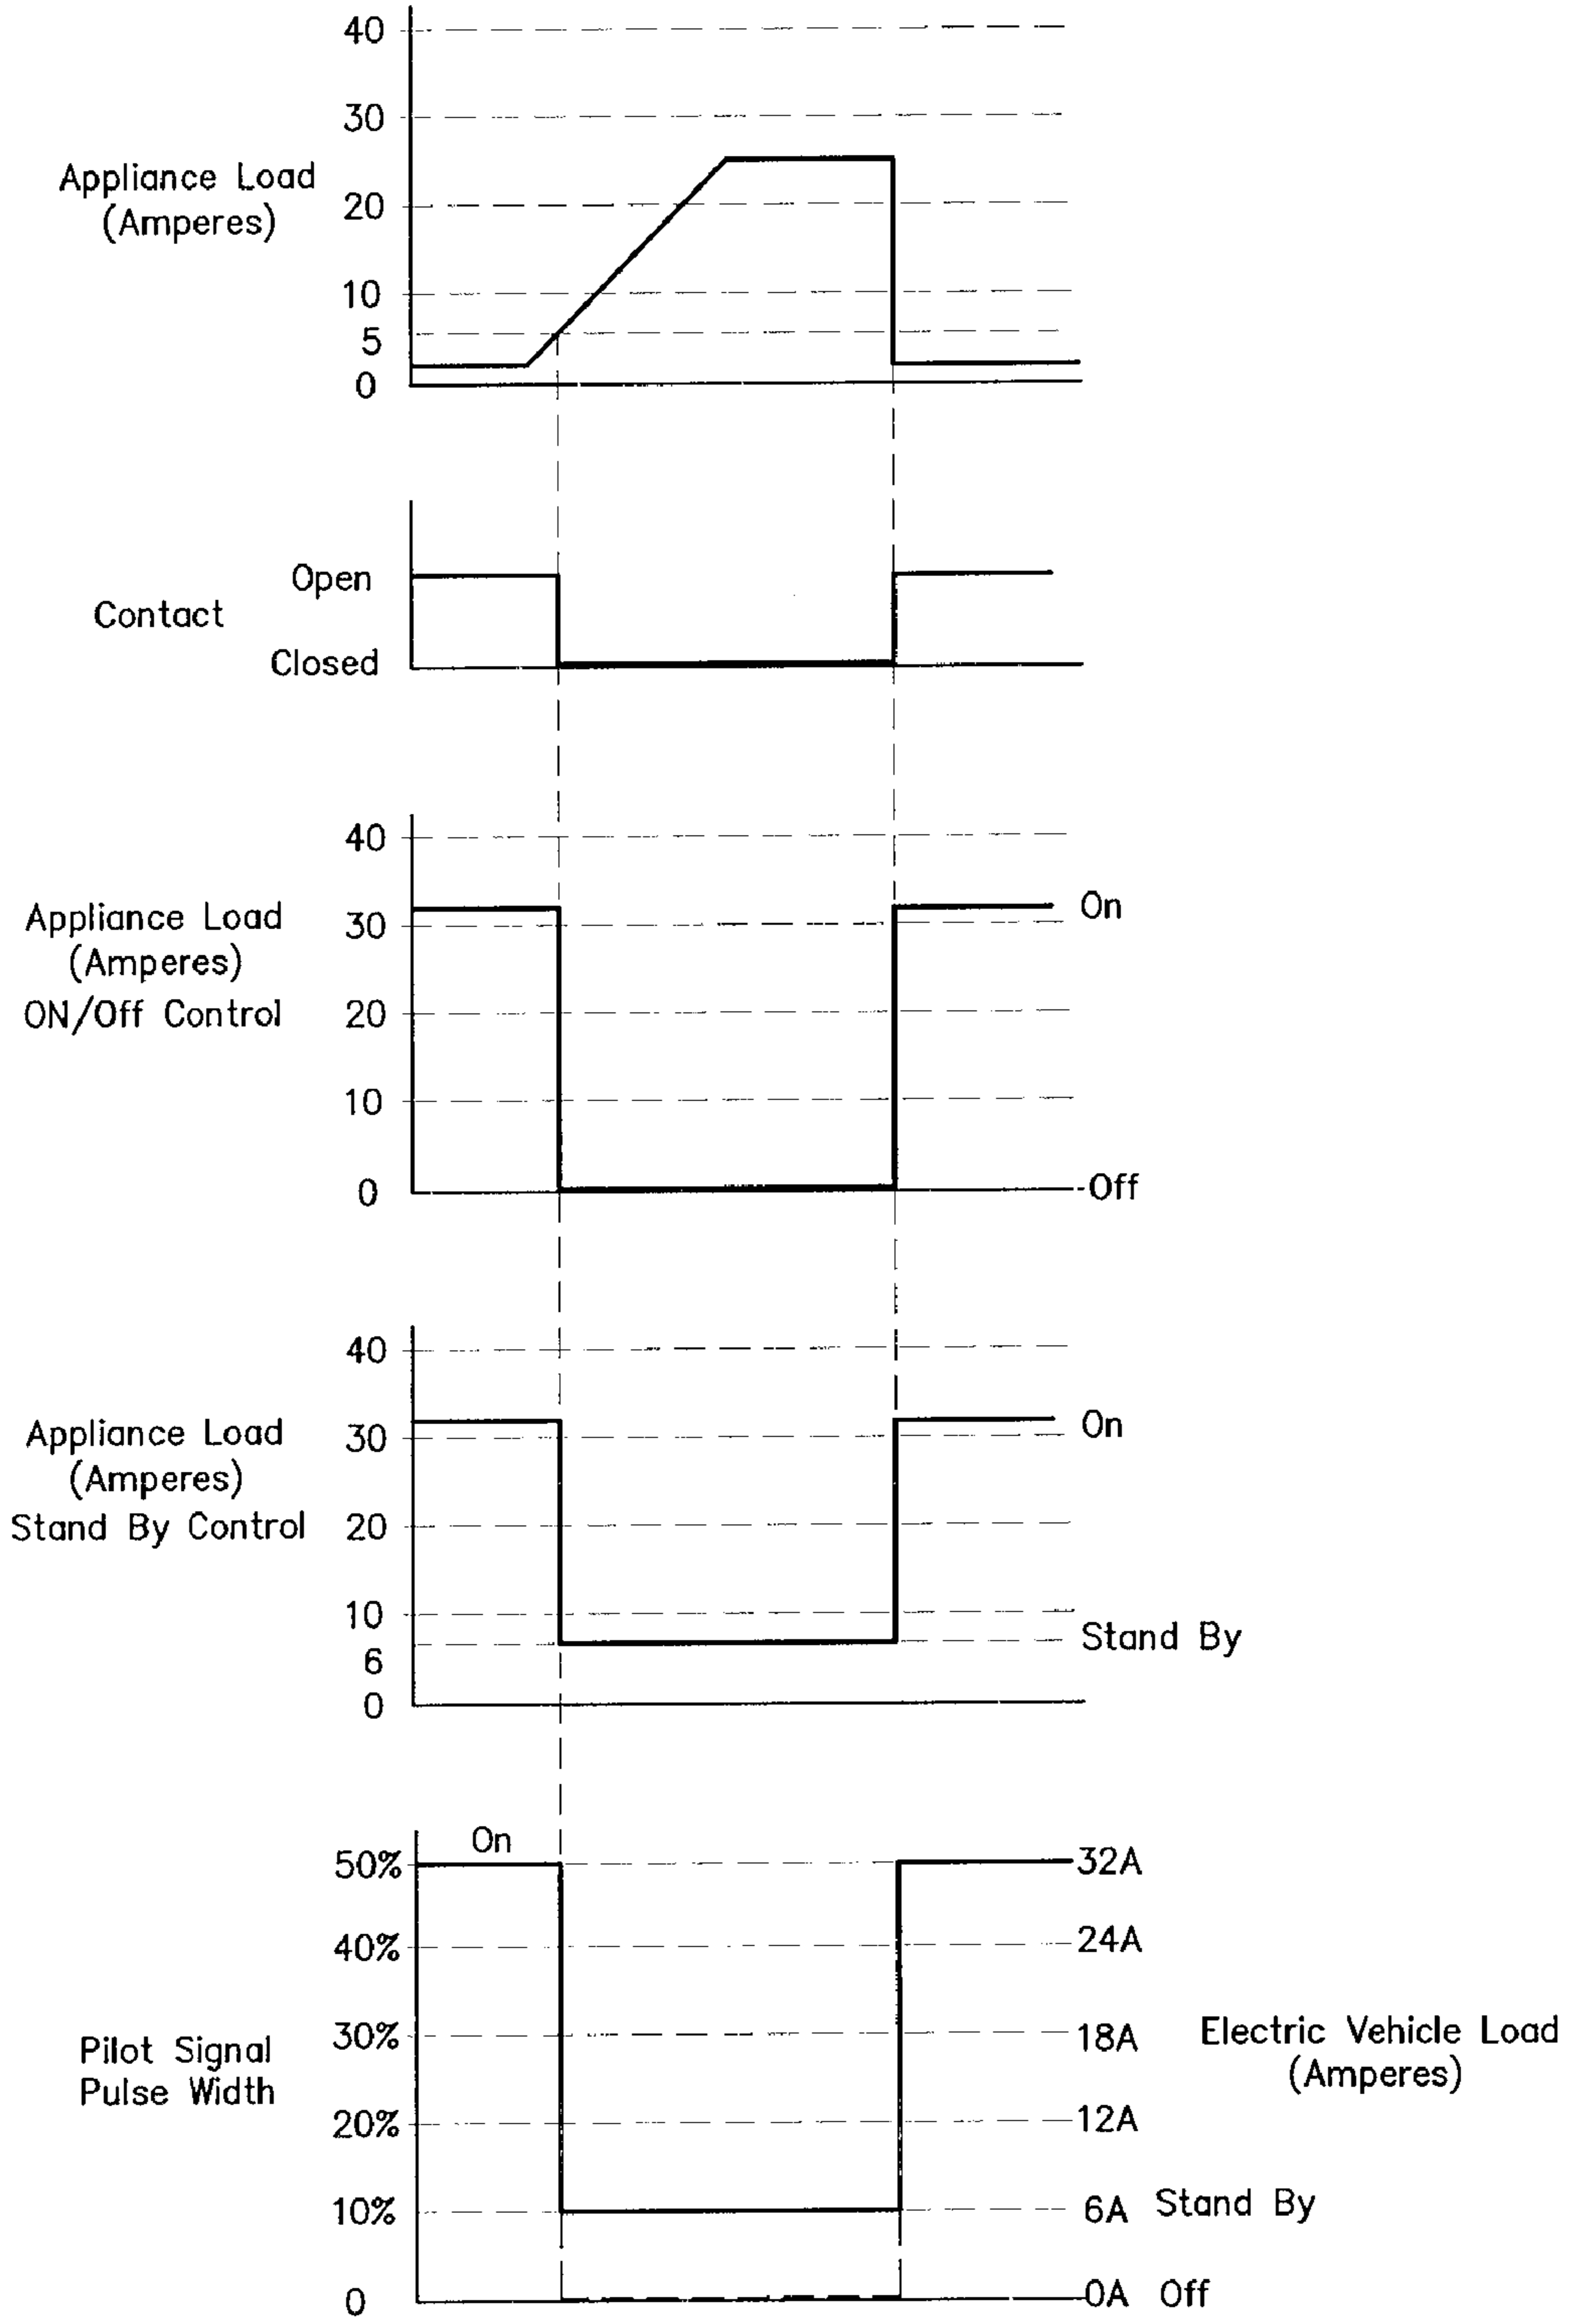 40
30
Appliance Load
(Amperes)
20
10
5
0
Open
Contact
Closed
40
On
Appliance Load
(Amperes)
ON/Off Control
30
20
10
0
Off
40
On
Appliance Load
(Amperes)
Stand By Control
30
20
10
Stand By
6
0
On
50%
32A
40%
24A
Pilot Signal
Pulse Width
30%
18A
Electric Vehicle Load
(Amperes)
20%
12A
10%
6A Stand By
0
0A Off